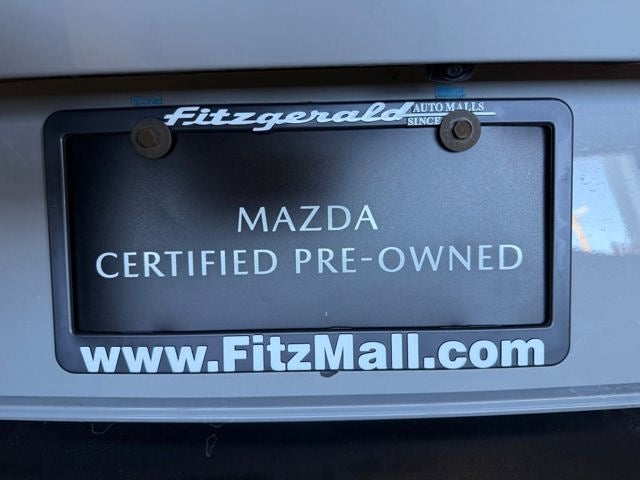 Fitzgerald AUTO MALLS
SINCE
MAZDA
CERTIFIED PRE-OWNED
www.FitzMall.com